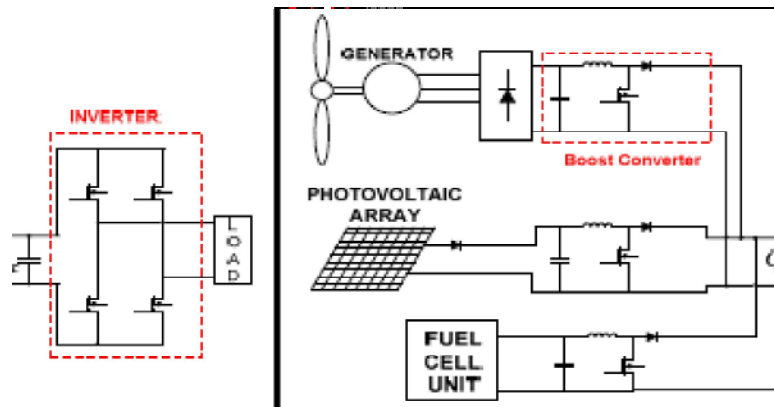 INVERTER
L
O
A
D
GENERATOR
Boost Converter
PHOTOVOLTAIC
ARRAY
FUEL
CELL
UNIT